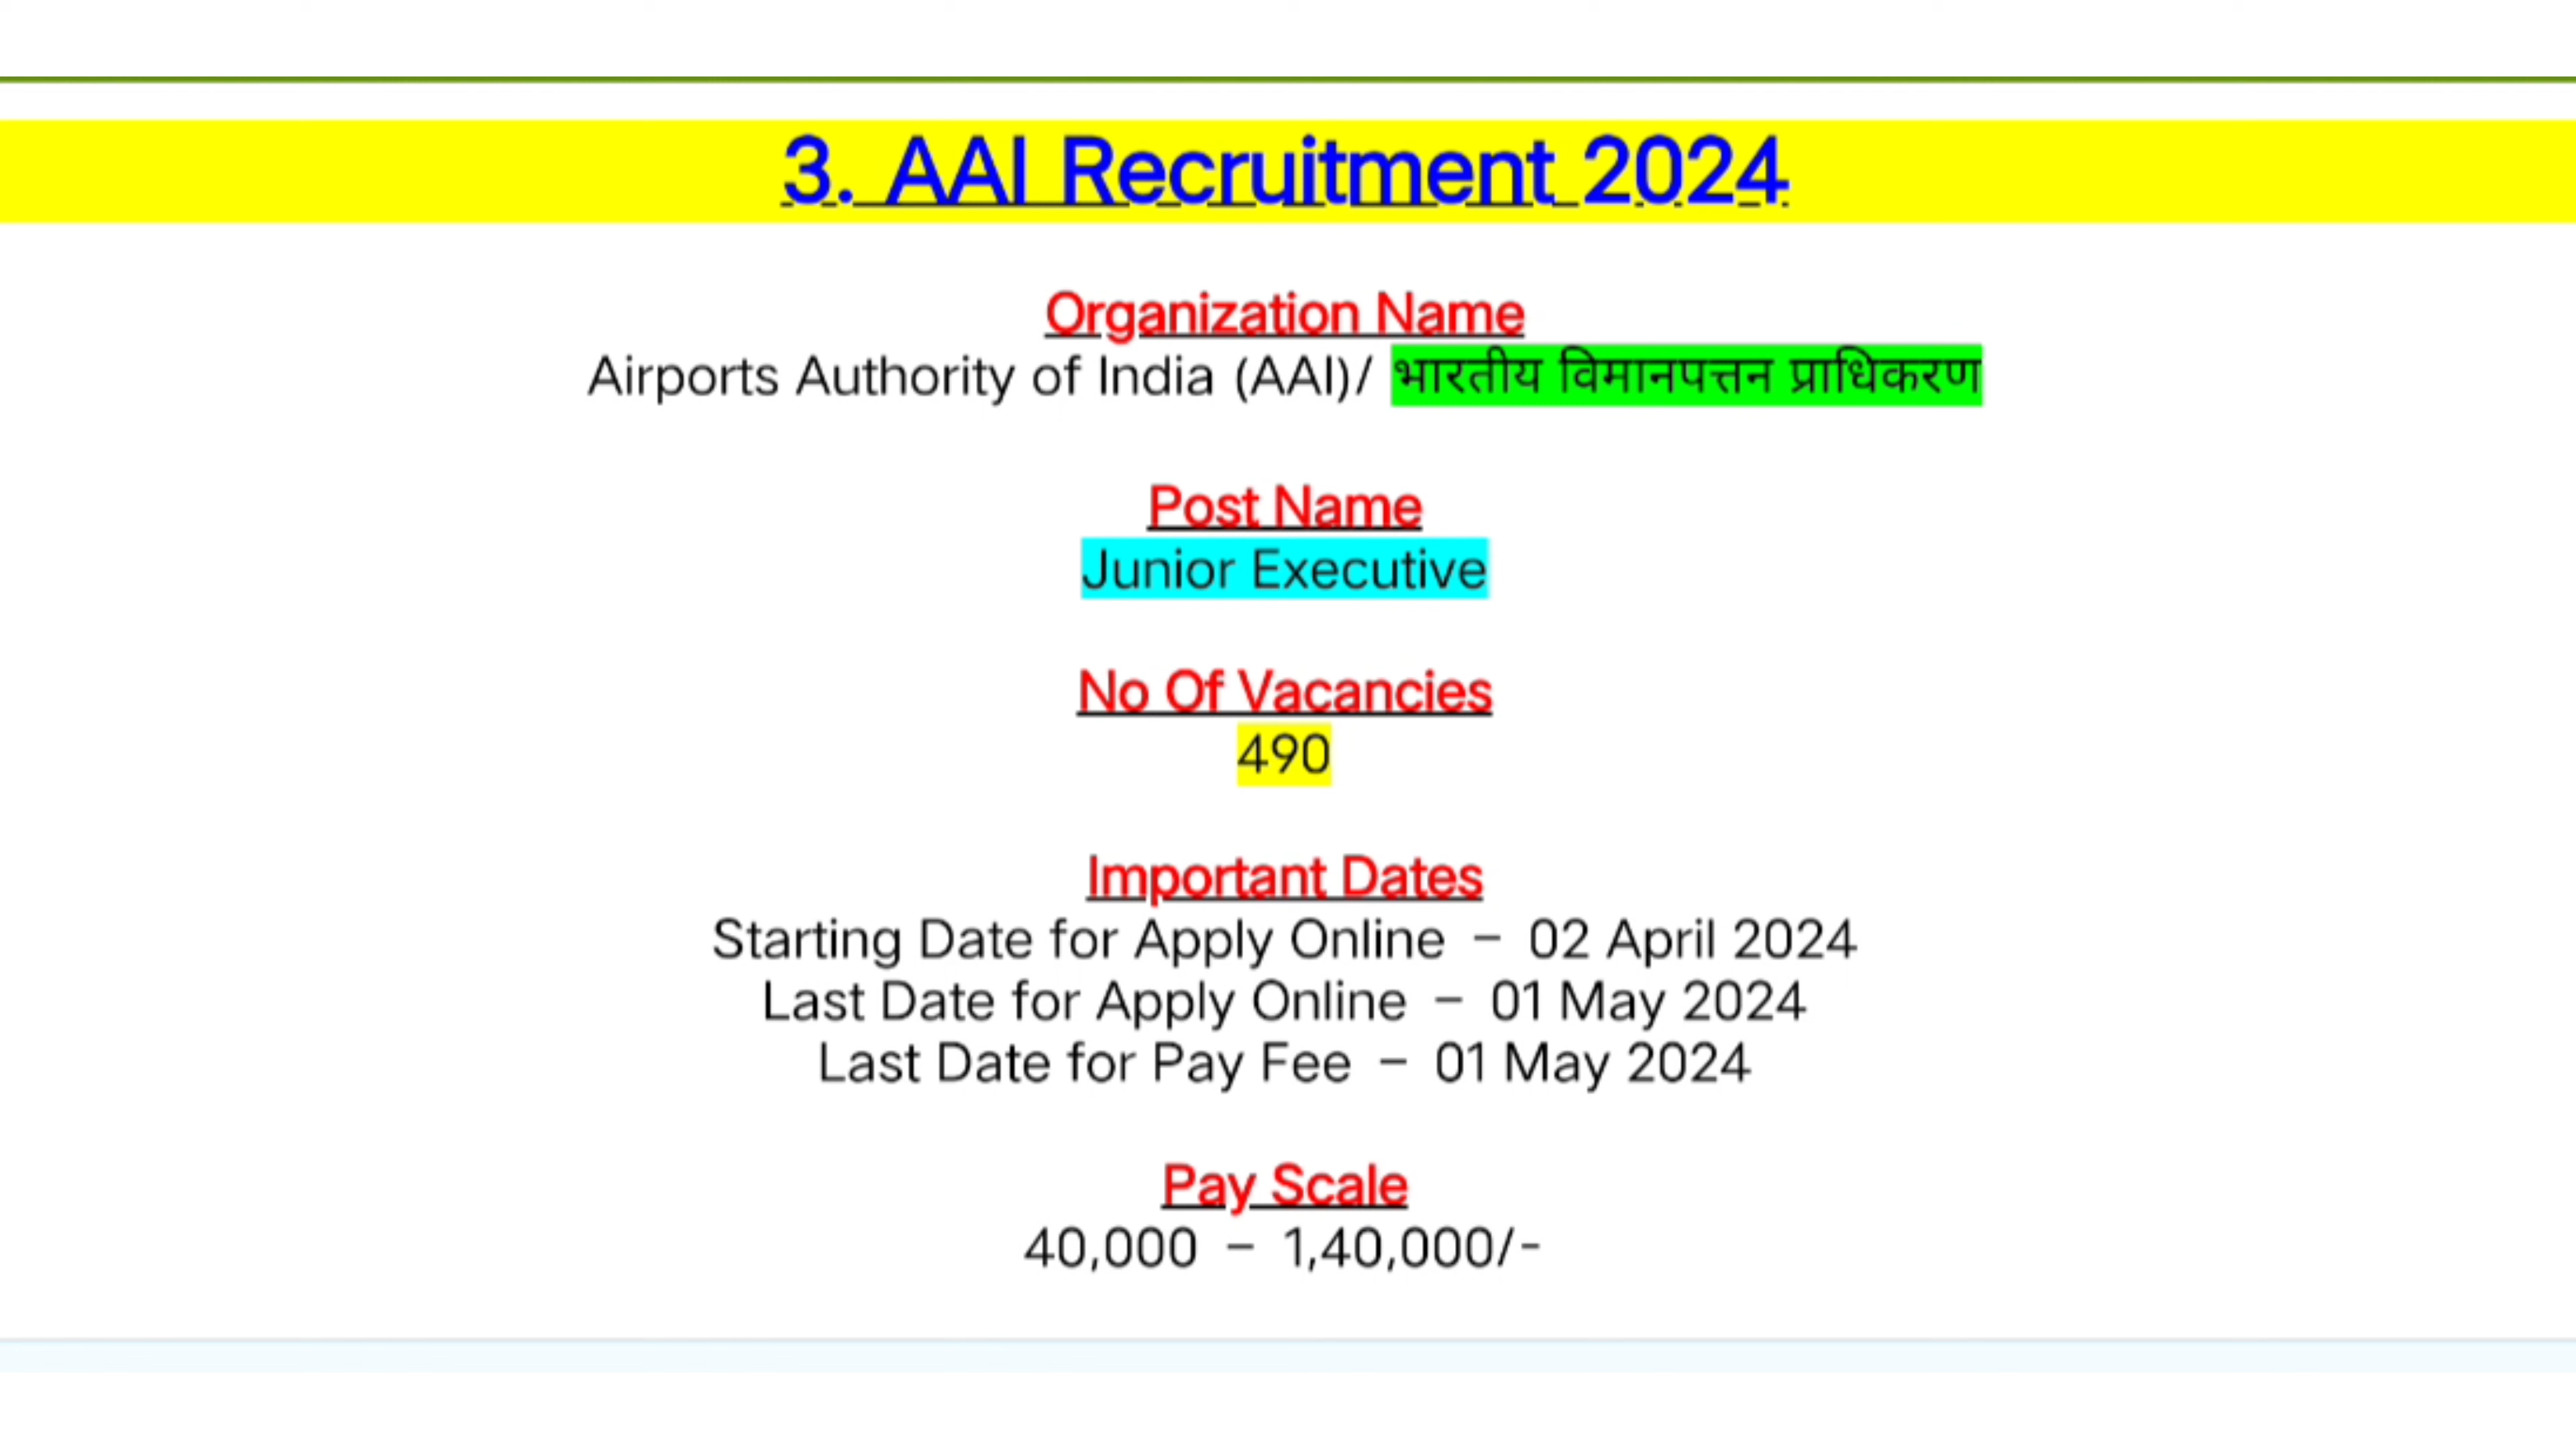 3. AAI Recruitment 2024
Organization Name
Airports Authority of India (AAI)/ भारतीय विमानपत्तन प्राधिकरण
Post Name
Junior Executive
No Of Vacancies
490
Important Dates
Starting Date for Apply Online – 02 April 2024
Last Date for Apply Online – 01 May 2024
Last Date for Pay Fee – 01 May 2024
Pay Scale
40,000 – 1,40,000/-